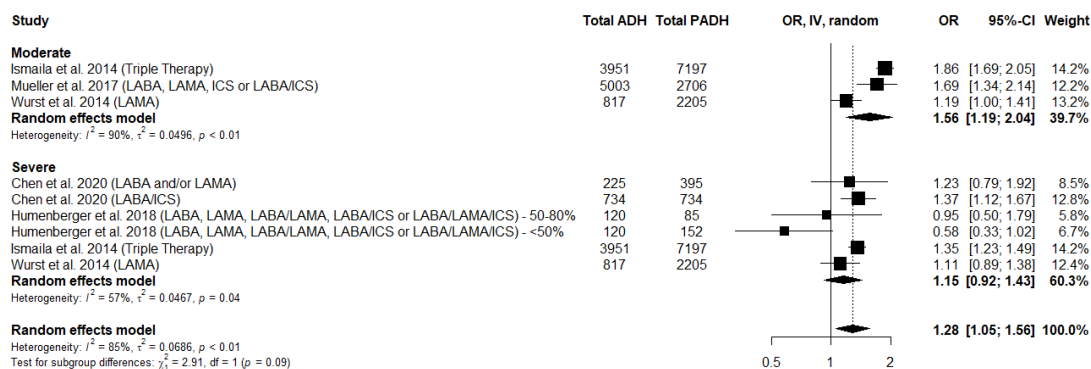 Study Total ADH Total PADH OR, IV, random OR 95%-CI Weight
Moderate
Ismaila et al. 2014 (Triple Therapy) 3951 7197 1.86 [1.69; 2.05] 14.2%
Mueller et al. 2017 (LABA, LAMA, ICS or LABA/ICS) 5003 2706 1.69 [1.34; 2.14] 12.2%
Wurst et al. 2014 (LAMA) 817 2205 1.19 [1.00; 1.41] 13.2%
Random effects model 1.56 [1.19; 2.04] 39.7%
Heterogeneity: I² = 90%, τ² = 0.0496, p < 0.01
Severe
Chen et al. 2020 (LABA and/or LAMA) 225 395 1.23 [0.79; 1.92] 8.5%
Chen et al. 2020 (LABA/ICS) 734 734 1.37 [1.12; 1.67] 12.8%
Humenberger et al. 2018 (LABA, LAMA, LABA/LAMA, LABA/ICS or LABA/LAMA/ICS) - 50-80% 120 85 0.95 [0.50; 1.79] 5.8%
Humenberger et al. 2018 (LABA, LAMA, LABA/LAMA, LABA/ICS or LABA/LAMA/ICS) - <50% 120 152 0.58 [0.33; 1.02] 6.7%
Ismaila et al. 2014 (Triple Therapy) 3951 7197 1.35 [1.23; 1.49] 14.2%
Wurst et al. 2014 (LAMA) 817 2205 1.11 [0.89; 1.38] 12.4%
Random effects model 1.15 [0.92; 1.43] 60.3%
Heterogeneity: I² = 57%, τ² = 0.0467, p = 0.04
Random effects model 1.28 [1.05; 1.56] 100.0%
Heterogeneity: I² = 85%, τ² = 0.0686, p < 0.01
Test for subgroup differences: χ²₁ = 2.91, df = 1 (p = 0.09)
0.5 1 2